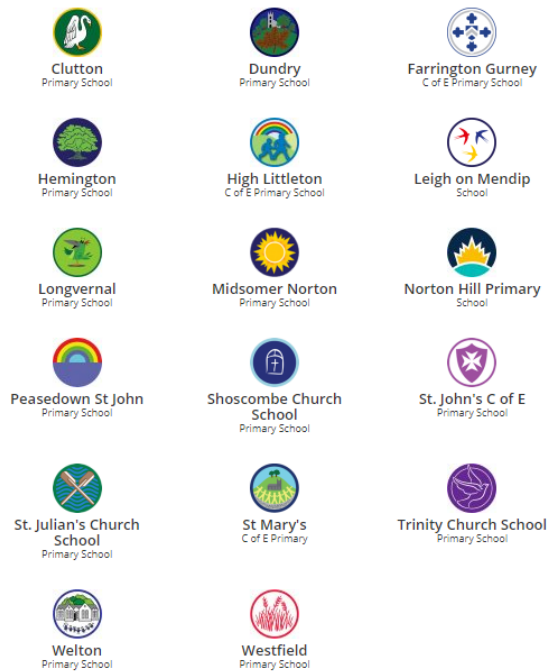 Clutton
Primary School
Dundry
Primary School
Farrington Gurney
C of E Primary School
Hemington
Primary School
High Littleton
C of E Primary School
Leigh on Mendip
School
Longvernal
Primary School
Midsomer Norton
Primary School
Norton Hill Primary
School
Peasedown St John
Primary School
Shoscombe Church
School
Primary School
St. John's C of E
Primary School
St. Julian's Church
School
Primary School
St Mary's
C of E Primary
Trinity Church School
Primary School
Welton
Primary School
Westfield
Primary School